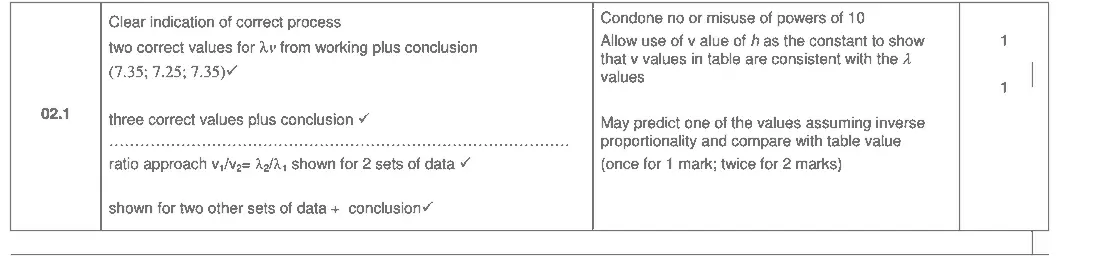 02.1
Clear indication of correct process
two correct values for λv from working plus conclusion
(7.35; 7.25; 7.35)✓
three correct values plus conclusion ✓
........................................................................................
ratio approach v₁/v₂= λ₂/λ₁ shown for 2 sets of data ✓
shown for two other sets of data + conclusion✓
Condone no or misuse of powers of 10
Allow use of v alue of h as the constant to show
that v values in table are consistent with the λ
values
May predict one of the values assuming inverse
proportionality and compare with table value
(once for 1 mark; twice for 2 marks)
1
1